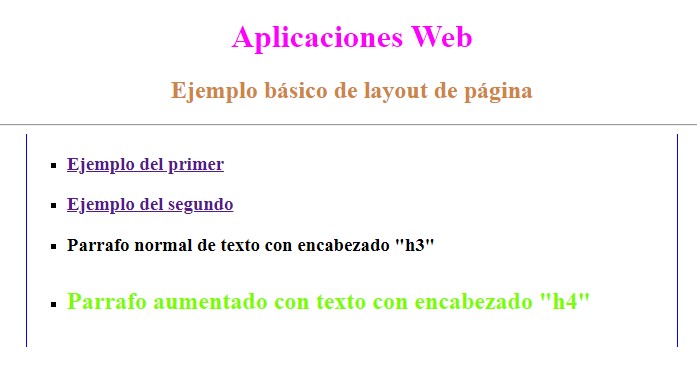 Aplicaciones Web
Ejemplo básico de layout de página
Ejemplo del primer
Ejemplo del segundo
Parrafo normal de texto con encabezado "h3"
Parrafo aumentado con texto con encabezado "h4"